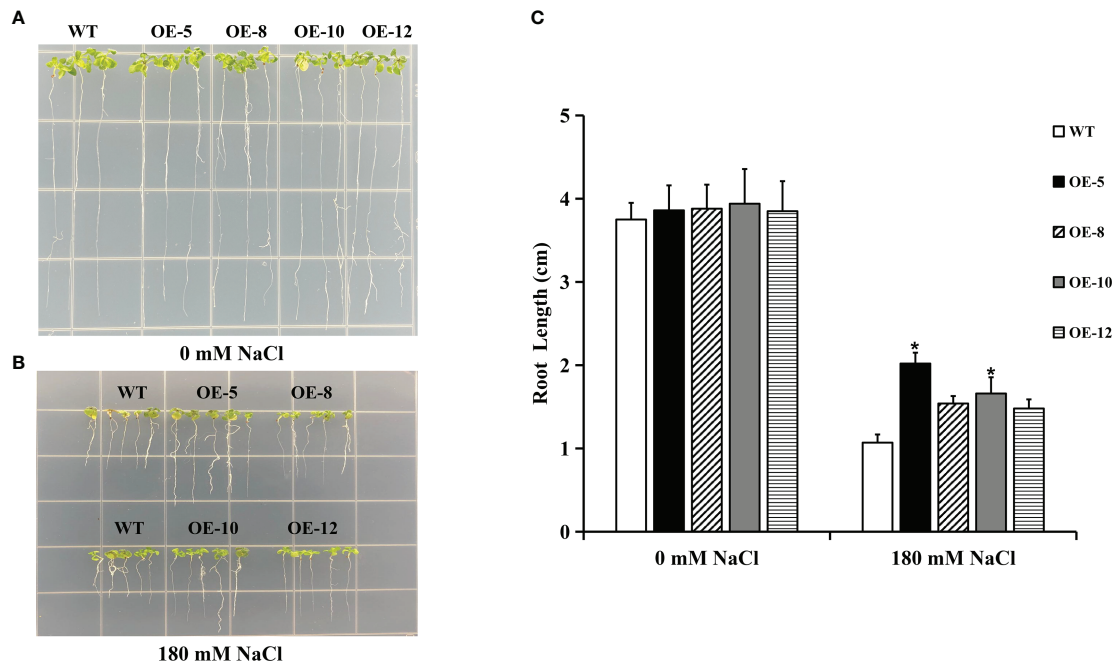 A
WT OE-5 OE-8 OE-10 OE-12
0 mM NaCl
B
WT OE-5 OE-8
WT OE-10 OE-12
180 mM NaCl
C
Root Length (cm)
5
4
3
2
1
0
* *
0 mM NaCl 180 mM NaCl
WT
OE-5
OE-8
OE-10
OE-12